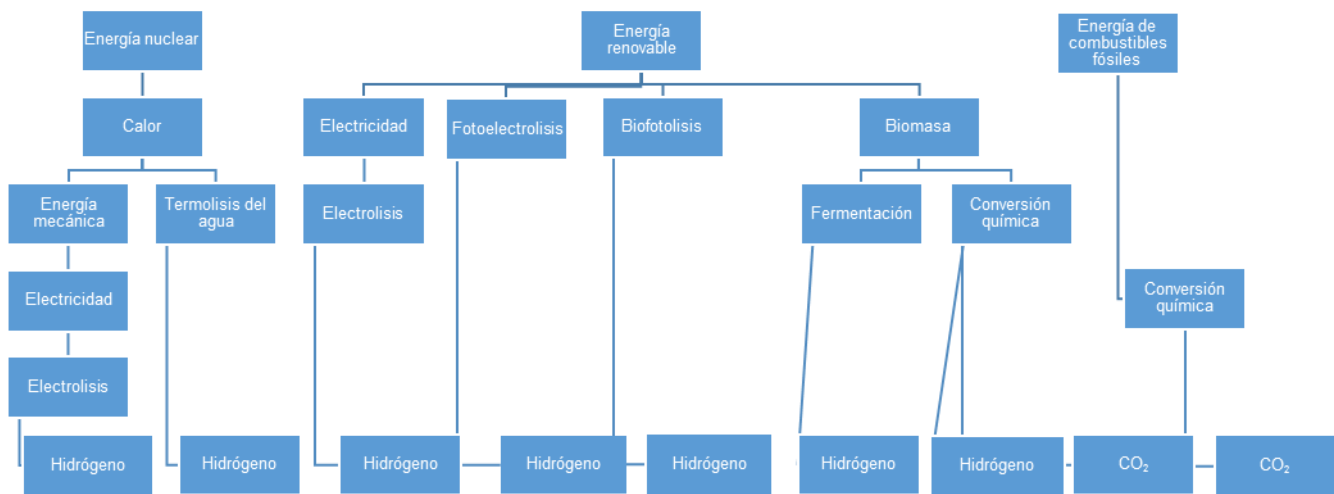 Energía nuclear
Energía
renovable
Energía de
combustibles
fósiles
Calor
Electricidad
Fotoelectrolisis
Biofotolisis
Biomasa
Energía
mecánica
Termolisis del
agua
Electrolisis
Fermentación
Conversión
química
Electricidad
Conversión
química
Electrolisis
Hidrógeno
Hidrógeno
Hidrógeno
Hidrógeno
Hidrógeno
Hidrógeno
Hidrógeno
CO₂
CO₂